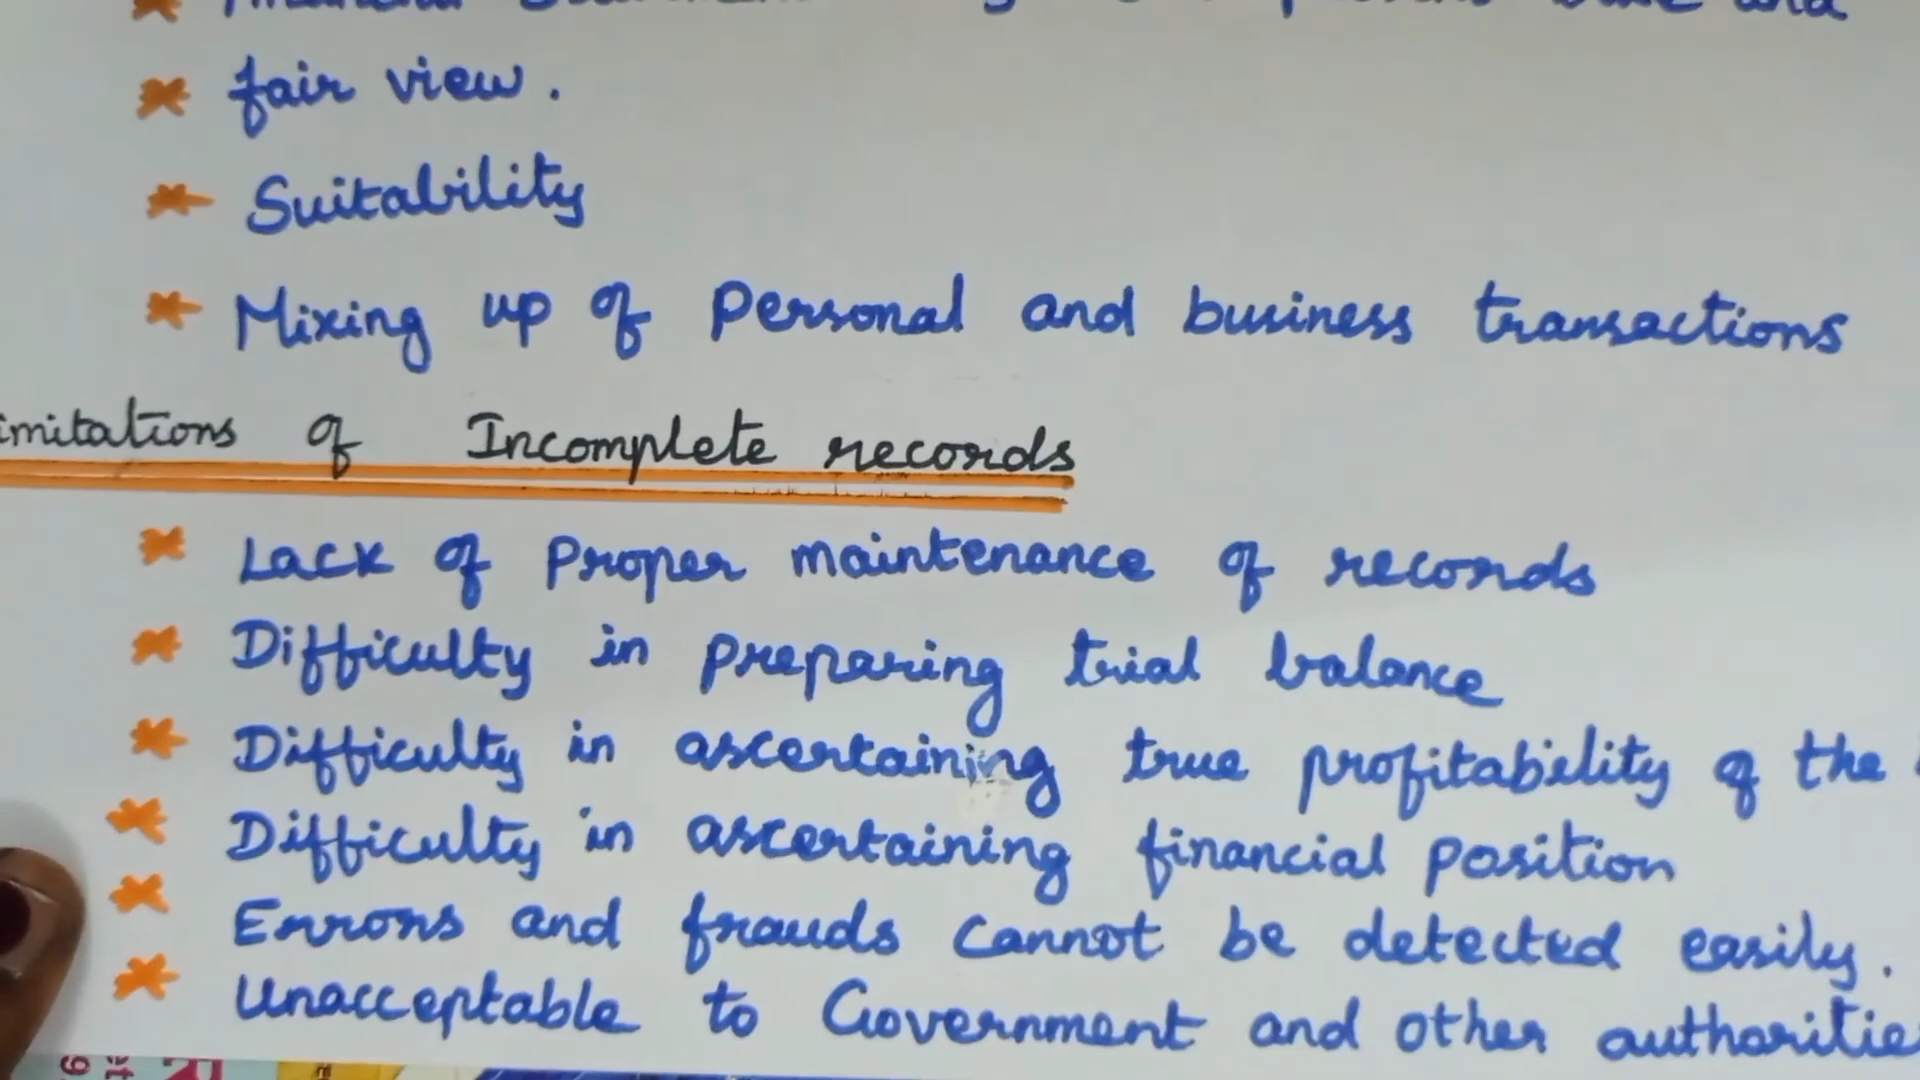 fair view.
Suitability
Mixing up of Personal and business transactions
imitations of Incomplete records
Lack of Proper maintenance of records
Difficulty in preparing trial balance
Difficulty in ascertaining true profitability of the
Difficulty in ascertaining financial position
Errors and frauds cannot be detected easily.
Unacceptable to Government and other authoritie